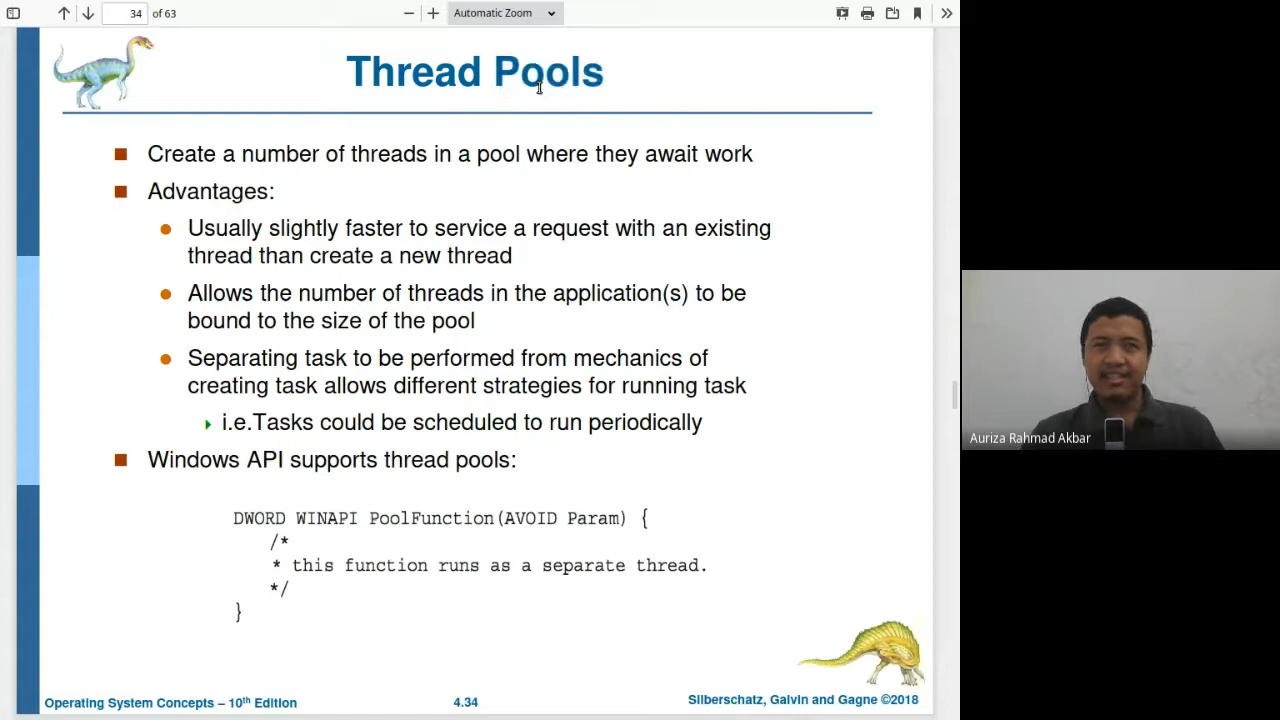 34 of 63
Automatic Zoom
Thread Pools
Create a number of threads in a pool where they await work
Advantages:
Usually slightly faster to service a request with an existing
thread than create a new thread
Allows the number of threads in the application(s) to be
bound to the size of the pool
Separating task to be performed from mechanics of
creating task allows different strategies for running task
i.e.Tasks could be scheduled to run periodically
Windows API supports thread pools:
DWORD WINAPI PoolFunction(AVOID Param) {
/*
* this function runs as a separate thread.
*/
}
Operating System Concepts – 10th Edition
4.34
Silberschatz, Galvin and Gagne ©2018
Auriza Rahmad Akbar